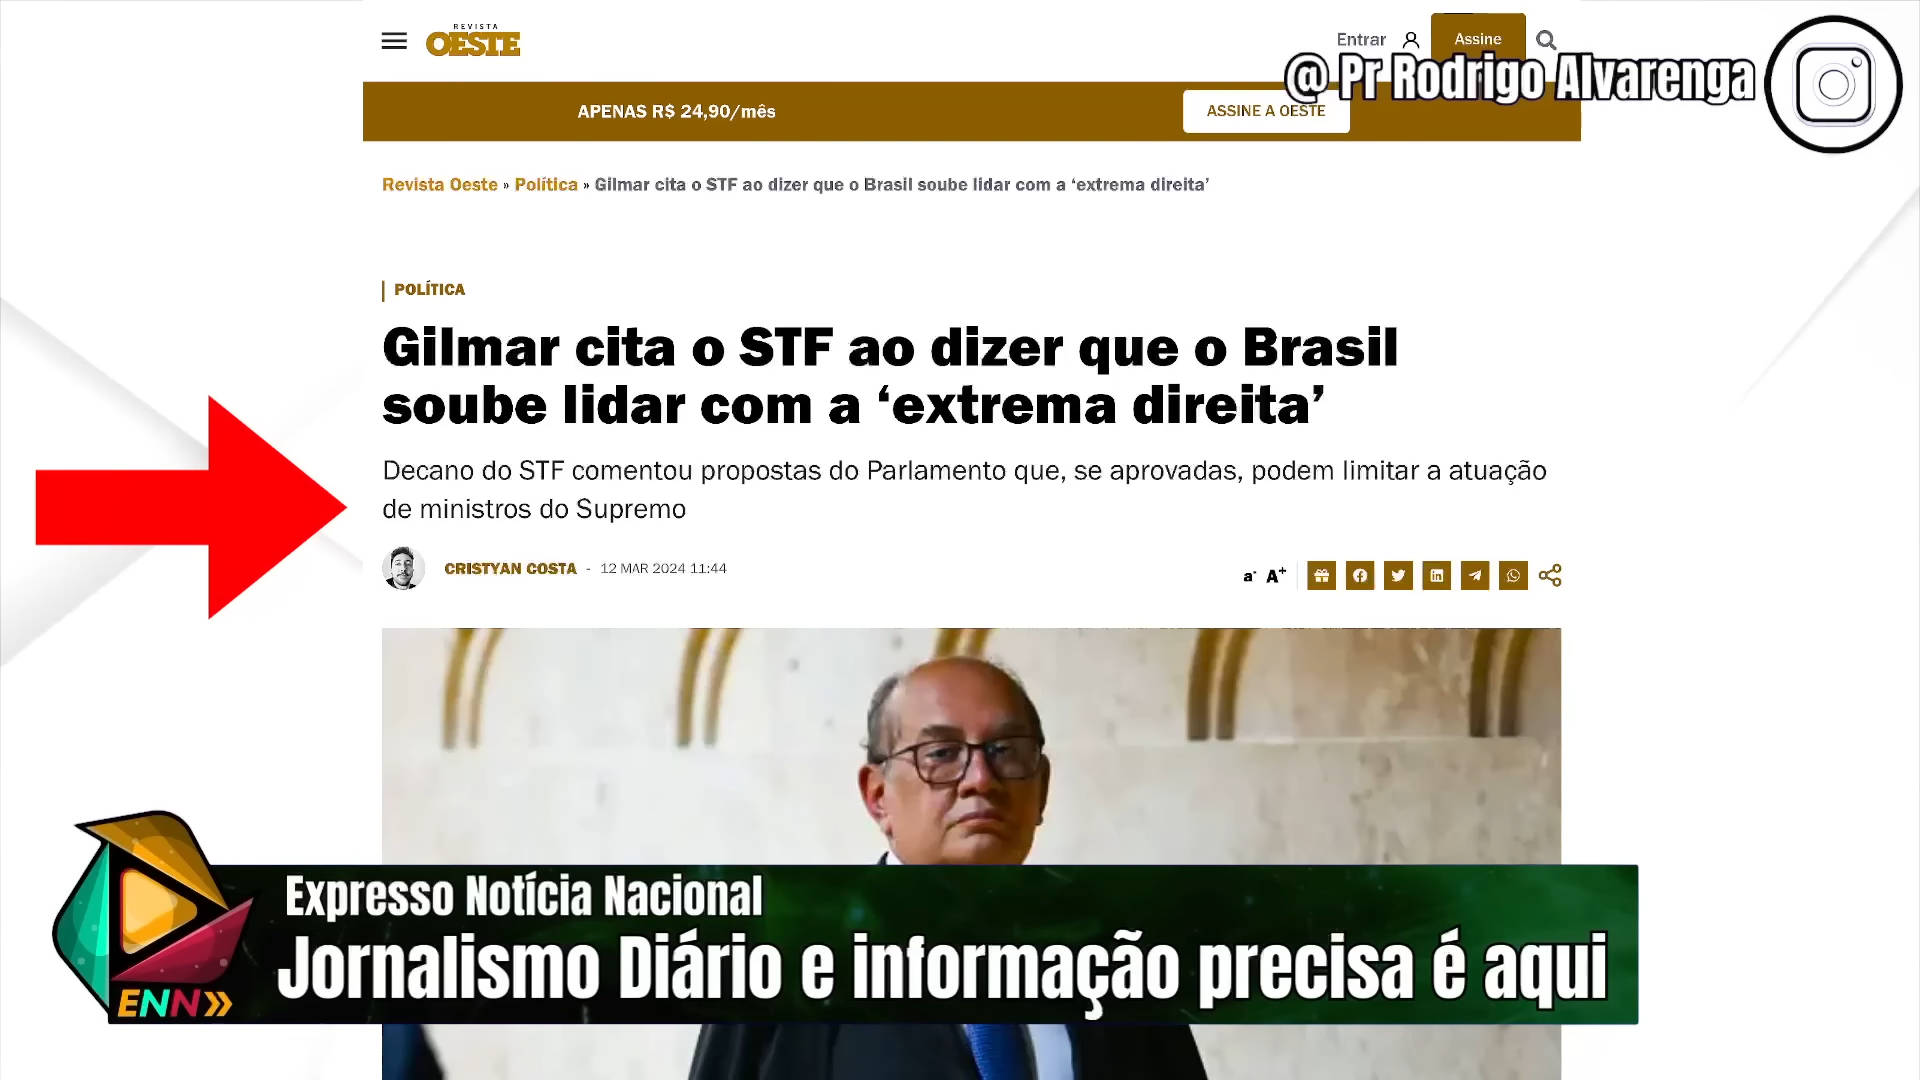 REVISTA
OESTE
Entrar
Assine
@ Pr Rodrigo Alvarenga
APENAS R$ 24,90/mês
ASSINE A OESTE
Revista Oeste » Política » Gilmar cita o STF ao dizer que o Brasil soube lidar com a ‘extrema direita’
POLÍTICA
Gilmar cita o STF ao dizer que o Brasil
soube lidar com a ‘extrema direita’
Decano do STF comentou propostas do Parlamento que, se aprovadas, podem limitar a atuação
de ministros do Supremo
CRISTYAN COSTA - 12 MAR 2024 11:44
a- A+
Expresso Notícia Nacional
Jornalismo Diário e informação precisa é aqui
ENN